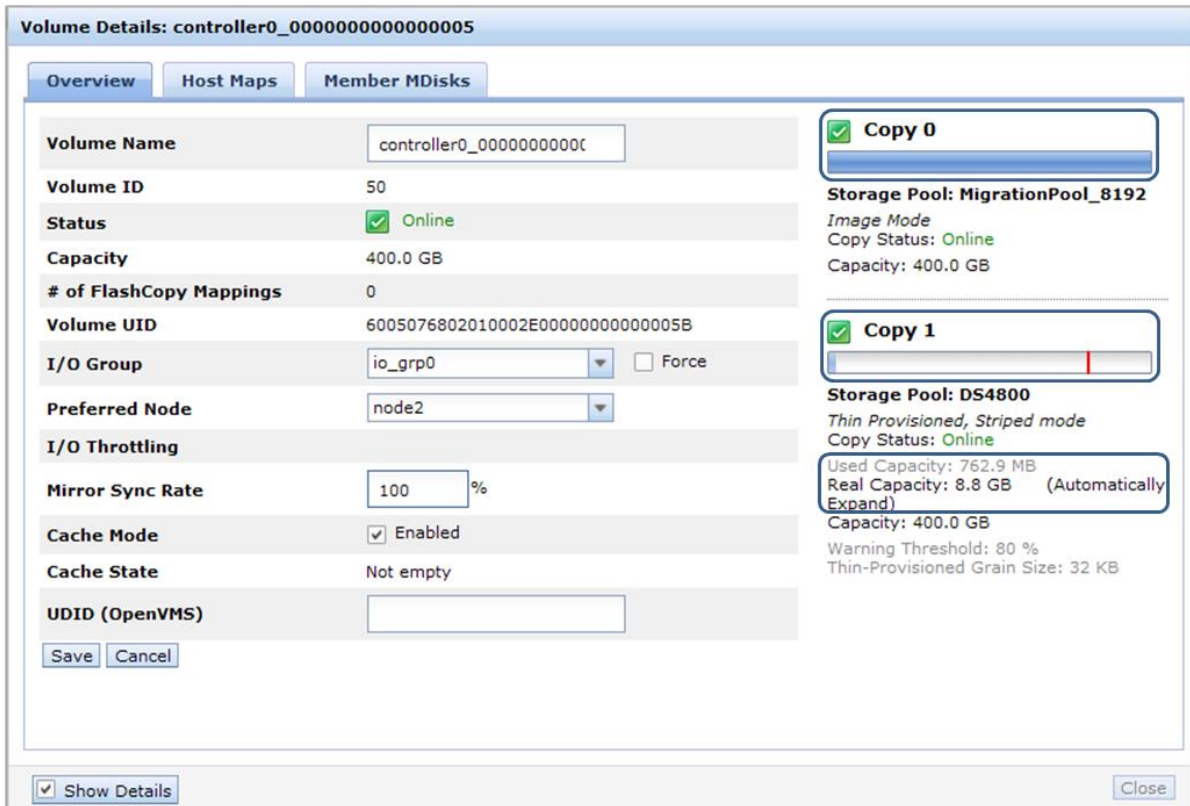 Volume Details: controller0_0000000000000005
Overview
Host Maps
Member MDisks
Volume Name
controller0_00000000000(
Volume ID
50
Status
Online
Capacity
400.0 GB
# of FlashCopy Mappings
0
Volume UID
6005076802010002E00000000000005B
I/O Group
io_grp0
Force
Preferred Node
node2
I/O Throttling
Mirror Sync Rate
100
%
Cache Mode
Enabled
Cache State
Not empty
UDID (OpenVMS)
Save
Cancel
Copy 0
Storage Pool: MigrationPool_8192
Image Mode
Copy Status: Online
Capacity: 400.0 GB
Copy 1
Storage Pool: DS4800
Thin Provisioned, Striped mode
Copy Status: Online
Used Capacity: 762.9 MB
Real Capacity: 8.8 GB (Automatically
Expand)
Capacity: 400.0 GB
Warning Threshold: 80 %
Thin-Provisioned Grain Size: 32 KB
Show Details
Close